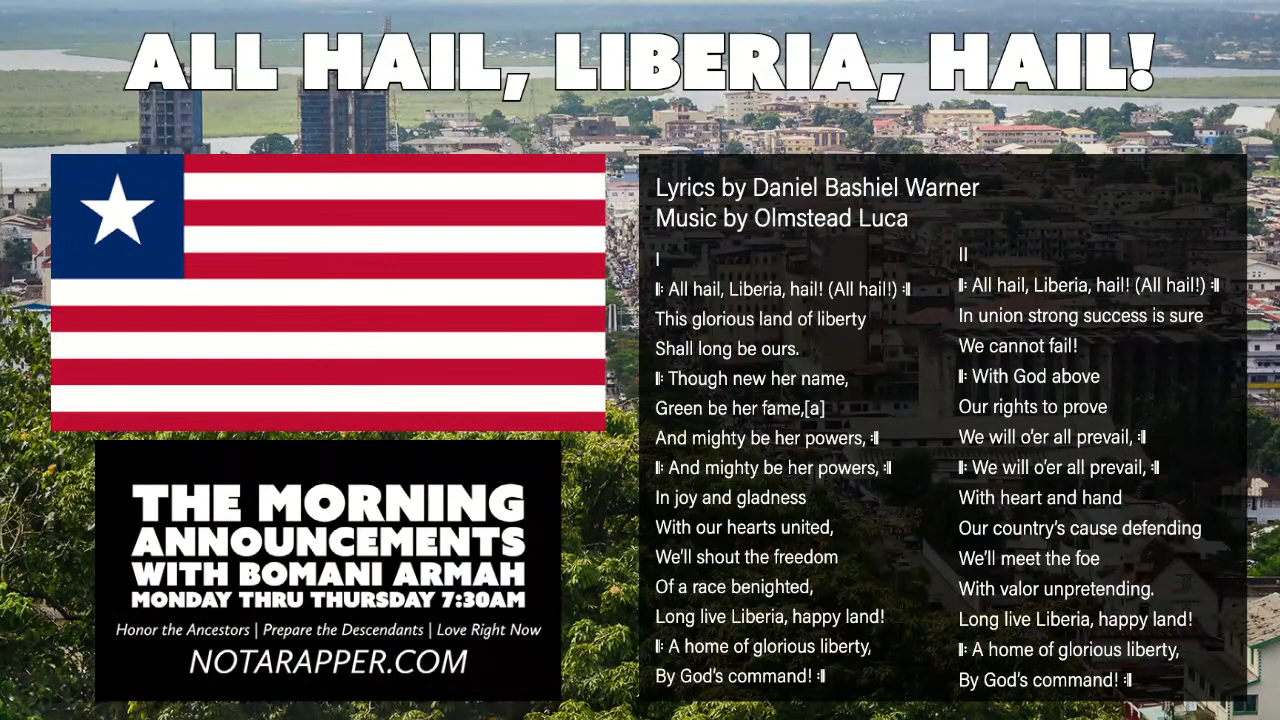 ALL HAIL, LIBERIA, HAIL!
Lyrics by Daniel Bashiel Warner
Music by Olmstead Luca
I
𝄆 All hail, Liberia, hail! (All hail!) 𝄇
This glorious land of liberty
Shall long be ours.
𝄆 Though new her name,
Green be her fame,[a]
And mighty be her powers, 𝄇
𝄆 And mighty be her powers, 𝄇
In joy and gladness
With our hearts united,
We'll shout the freedom
Of a race benighted,
Long live Liberia, happy land!
𝄆 A home of glorious liberty,
By God's command! 𝄇
II
𝄆 All hail, Liberia, hail! (All hail!) 𝄇
In union strong success is sure
We cannot fail!
𝄆 With God above
Our rights to prove
We will o'er all prevail, 𝄇
𝄆 We will o'er all prevail, 𝄇
With heart and hand
Our country's cause defending
We'll meet the foe
With valor unpretending.
Long live Liberia, happy land!
𝄆 A home of glorious liberty,
By God's command! 𝄇
THE MORNING
ANNOUNCEMENTS
WITH BOMANI ARMAH
MONDAY THRU THURSDAY 7:30AM
Honor the Ancestors | Prepare the Descendants | Love Right Now
NOTARAPPER.COM